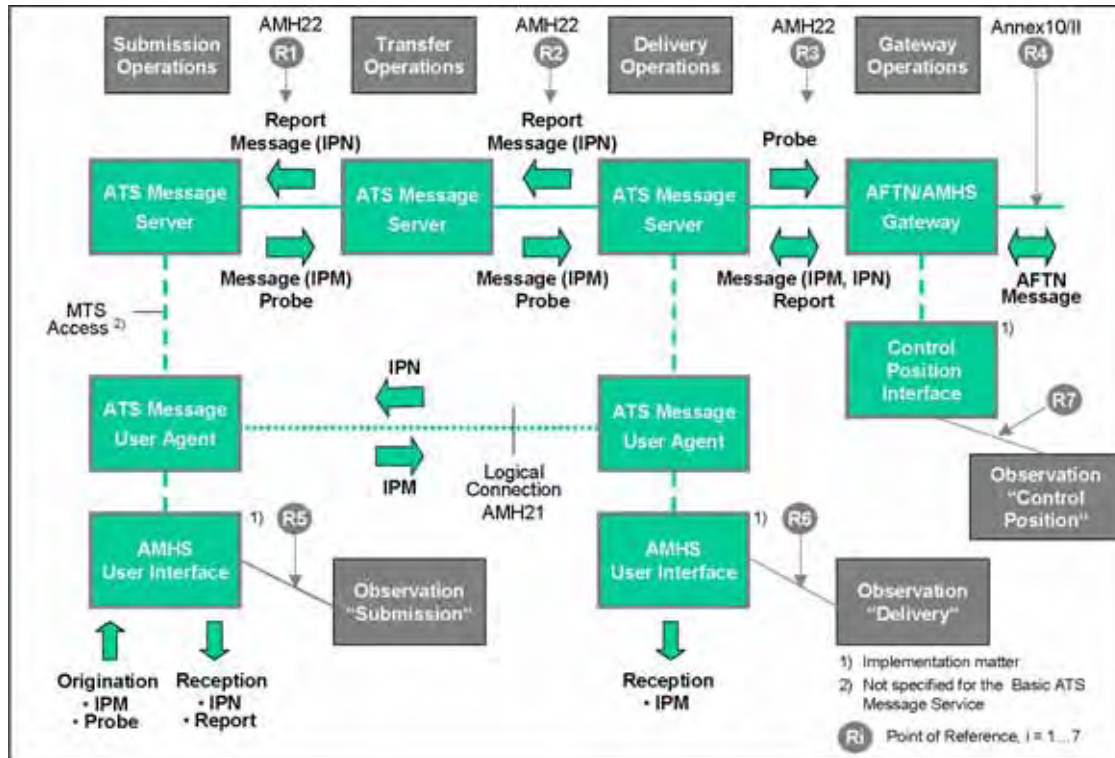 Submission
Operations
AMH22
R1
Transfer
Operations
AMH22
R2
Delivery
Operations
AMH22
R3
Gateway
Operations
Annex10/II
R4
Report
Message (IPN)
Report
Message (IPN)
Probe
ATS Message
Server
ATS Message
Server
ATS Message
Server
AFTN/AMHS
Gateway
Message (IPM)
Probe
Message (IPM)
Probe
Message (IPM, IPN)
Report
AFTN
Message
MTS
Access 2)
1)
Control
Position
Interface
IPN
ATS Message
User Agent
ATS Message
User Agent
R7
IPM
Logical
Connection
AMH21
Observation
"Control
Position"
1)
R5
1)
R6
AMHS
User Interface
AMHS
User Interface
Observation
"Submission"
Observation
"Delivery"
Origination
• IPM
• Probe
Reception
• IPN
• Report
Reception
• IPM
1) Implementation matter
2) Not specified for the Basic ATS
Message Service
Ri Point of Reference, i = 1...7